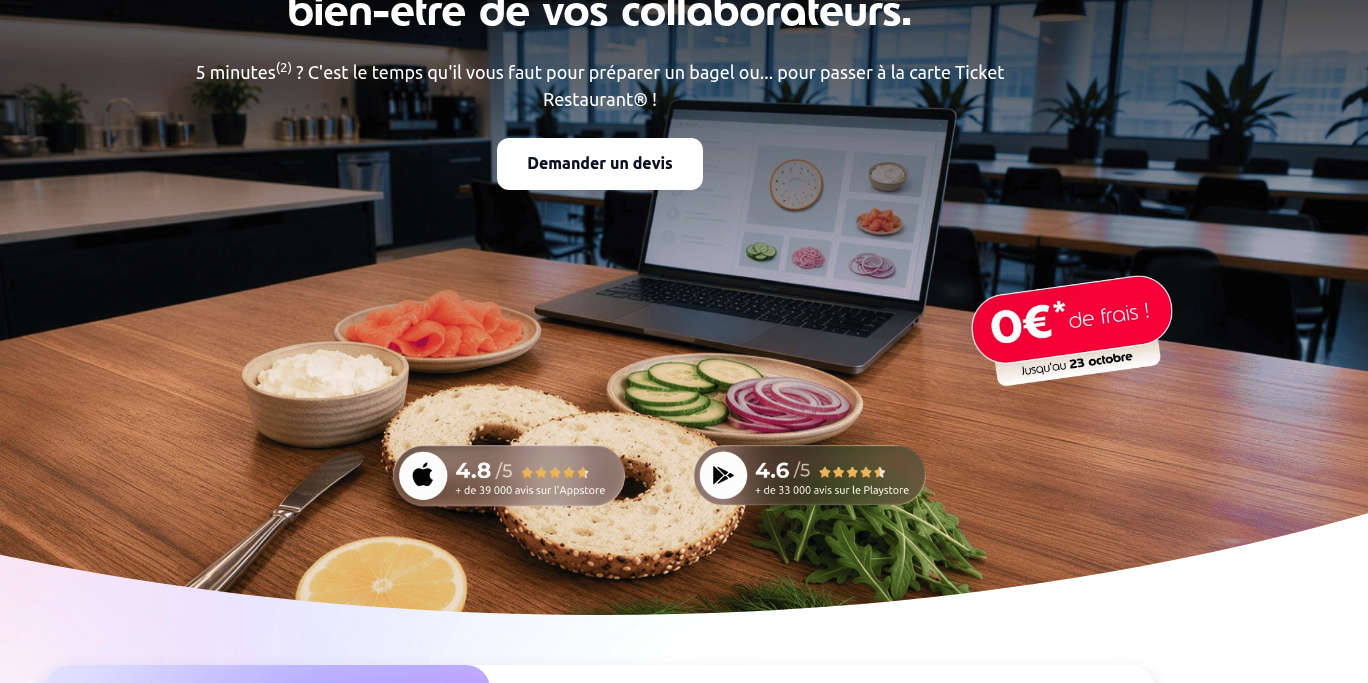 bien-être de vos collaborateurs.
5 minutes(2) ? C'est le temps qu'il vous faut pour préparer un bagel ou... pour passer à la carte Ticket
Restaurant® !
Demander un devis
0€* de frais !
Jusqu'au 23 octobre
4.8 /5
+ de 39 000 avis sur l'Appstore
4.6 /5
+ de 33 000 avis sur le Playstore